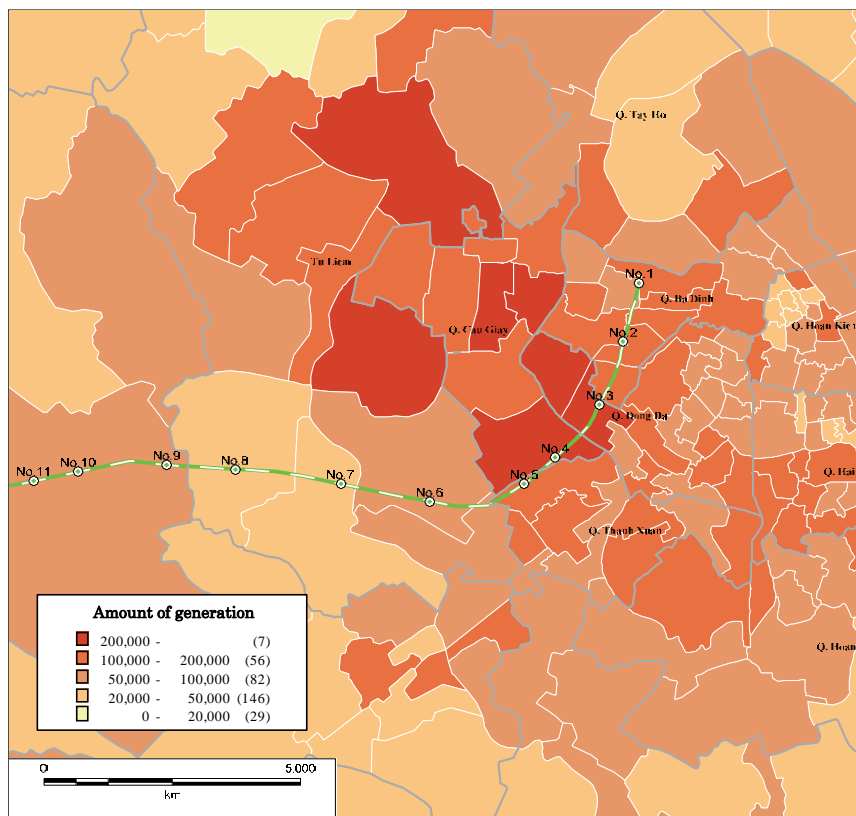 Q. Tay Ho
Tu Liem
No.1
Q. Ba Dinh
Q. Cau Giay
No.2
Q. Hoan Kie
No.3
Q. Dong Da
No.4
No.11
No.10
No.9
No.8
No.7
No.6
No.5
Q. Hai
Q. Thanh Xuan
Q. Hoan
Amount of generation
200,000 - (7)
100,000 - 200,000 (56)
50,000 - 100,000 (82)
20,000 - 50,000 (146)
0 - 20,000 (29)
0 5.000
km